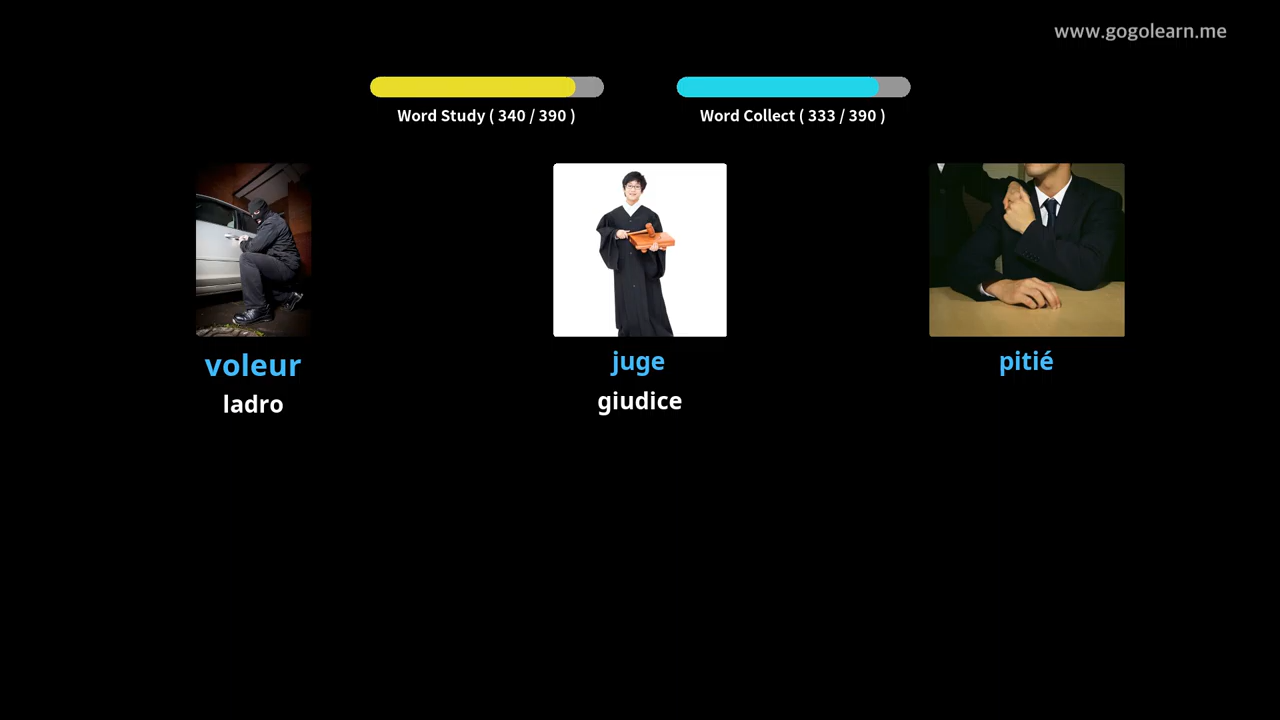 www.gogolearn.me
Word Study ( 340 / 390 )
Word Collect ( 333 / 390 )
voleur
ladro
juge
giudice
pitié